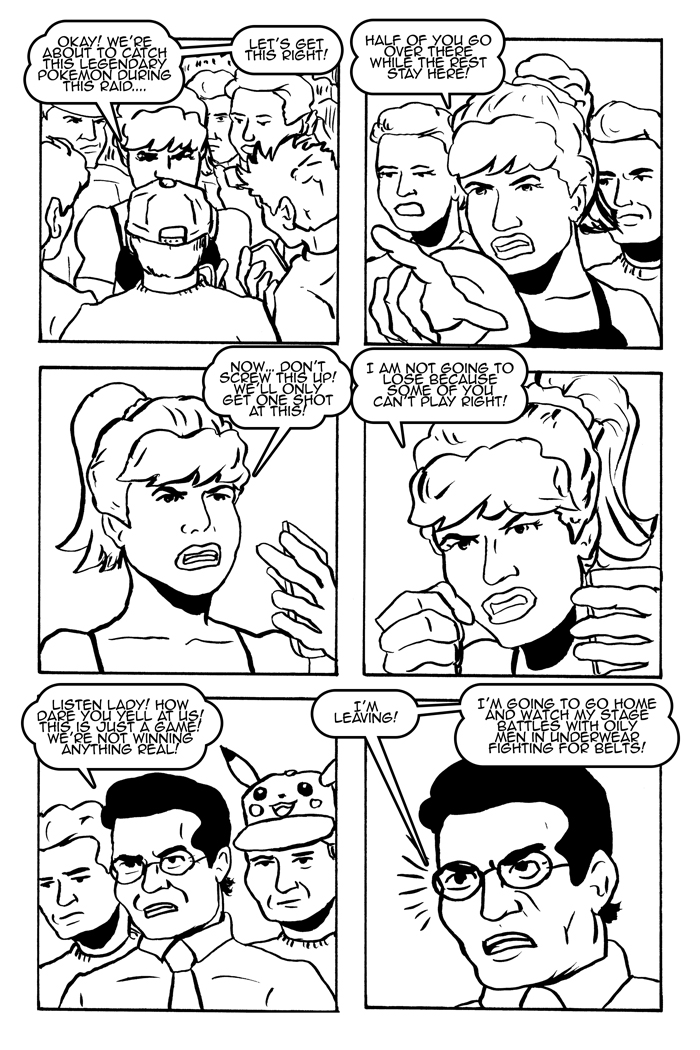 OKAY! WE'RE
ABOUT TO CATCH
THIS LEGENDARY
POKEMON DURING
THIS RAID....
LET'S GET
THIS RIGHT!
HALF OF YOU GO
OVER THERE
WHILE THE REST
STAY HERE!
NOW... DON'T
SCREW THIS UP!
WE'LL ONLY
GET ONE SHOT
AT THIS!
I AM NOT GOING TO
LOSE BECAUSE
SOME OF YOU
CAN'T PLAY RIGHT!
LISTEN LADY! HOW
DARE YOU YELL AT US!
THIS IS JUST A GAME!
WE'RE NOT WINNING
ANYTHING REAL!
I'M
LEAVING!
I'M GOING TO GO HOME
AND WATCH MY STAGE
BATTLES WITH OILY
MEN IN UNDERWEAR
FIGHTING FOR BELTS!